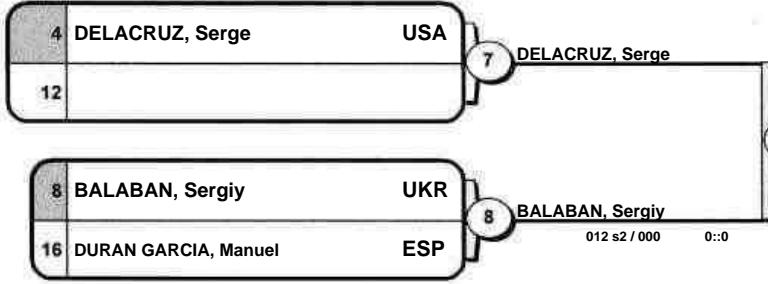 4 DELACRUZ, Serge USA
7 DELACRUZ, Serge
12
8 BALABAN, Sergiy UKR
8 BALABAN, Sergiy
16 DURAN GARCIA, Manuel ESP
012 s2 / 000 0::0